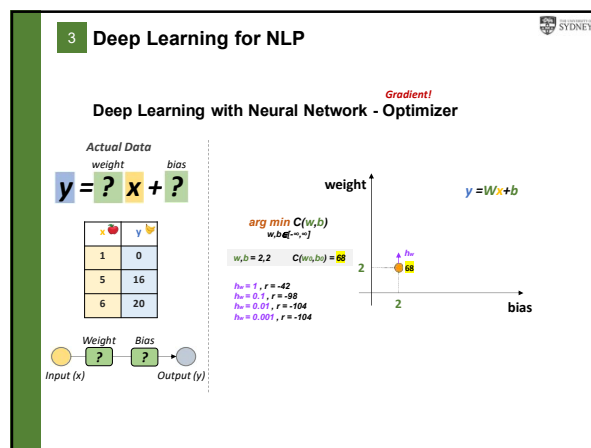 3 Deep Learning for NLP
THE UNIVERSITY OF
SYDNEY
Gradient!
Deep Learning with Neural Network - Optimizer
Actual Data
weight bias
y = ? x + ?
x y
1 0
5 16
6 20
Weight Bias
? ?
Input (x) Output (y)
arg min C(w,b)
w,b∈[-∞,∞]
w,b = 2,2 C(w₀,b₀) = 68
hw = 1 , r = -42
hw = 0.1 , r = -98
hw = 0.01 , r = -104
hw = 0.001 , r = -104
weight
y =Wx+b
hw
68
2
2
bias